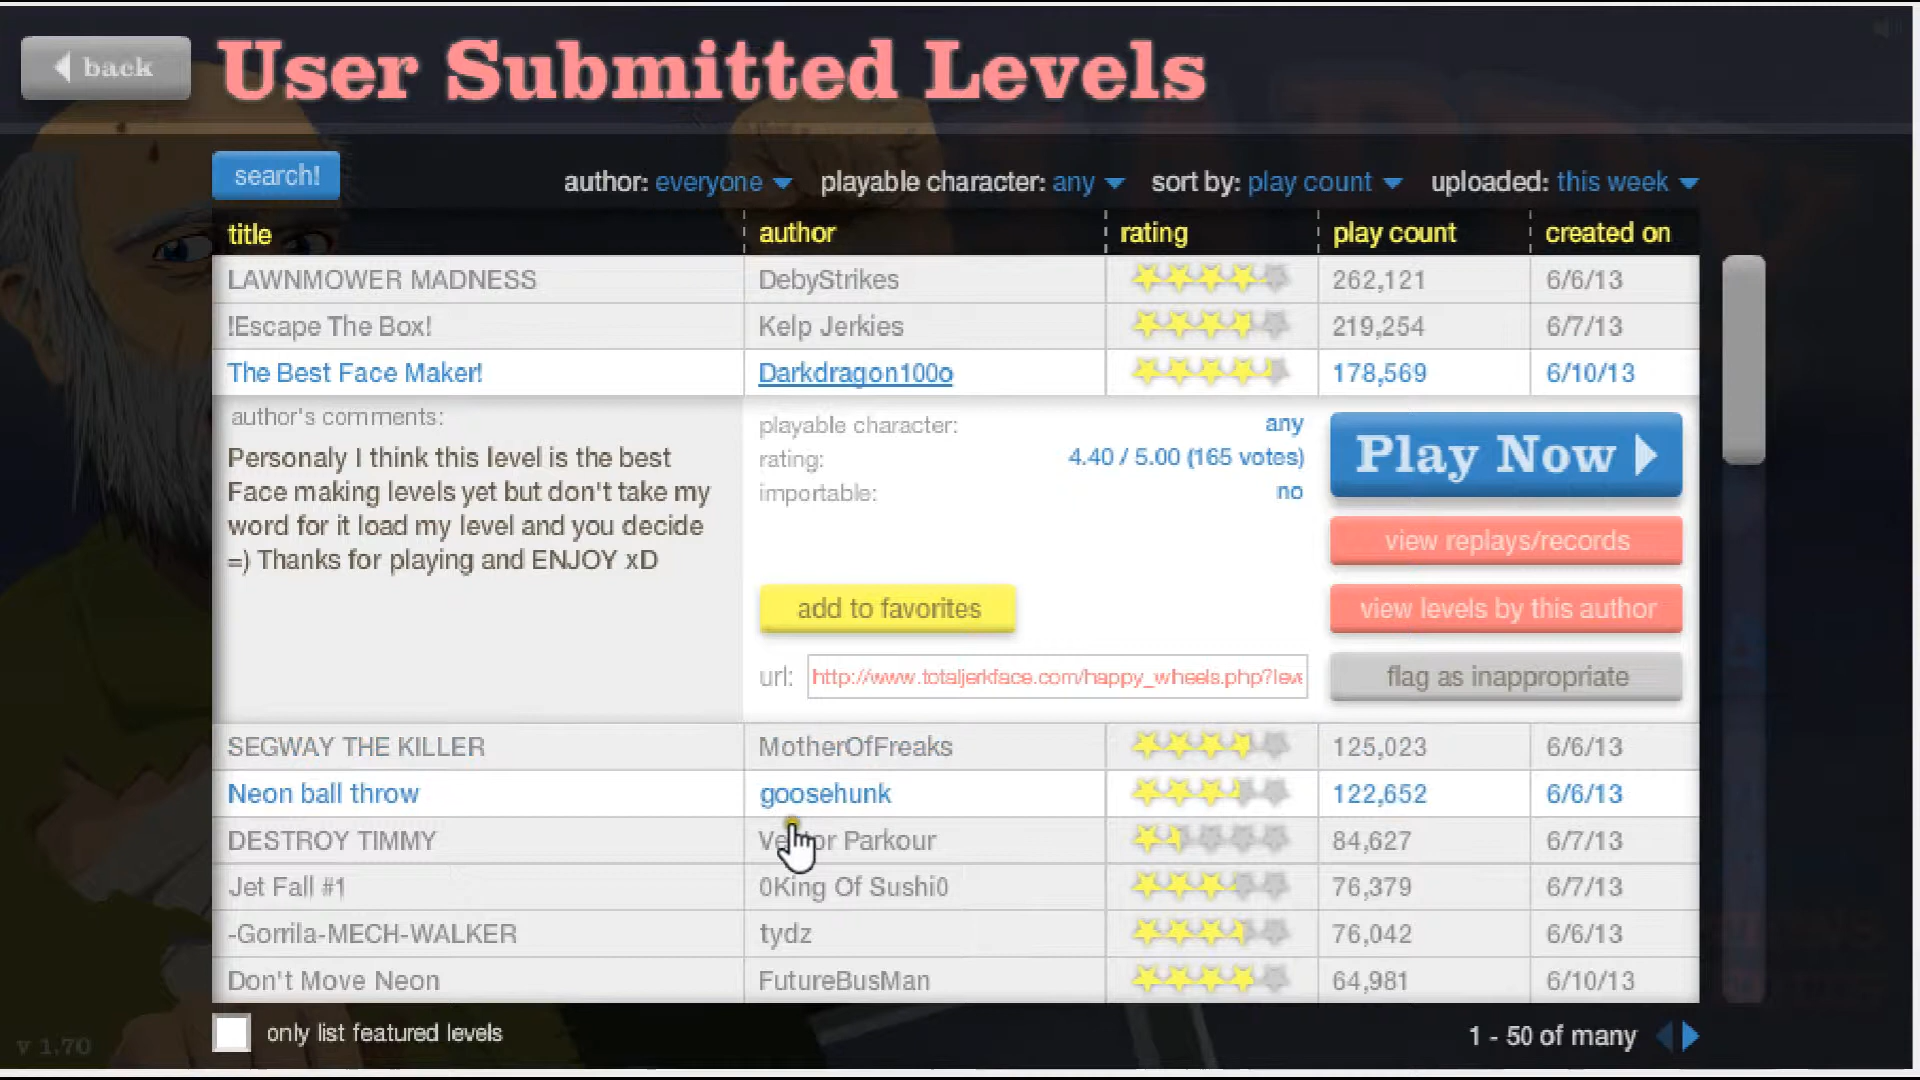 back
User Submitted Levels
search!
author: everyone playable character: any sort by: play count uploaded: this week
title author rating play count created on
LAWNMOWER MADNESS DebyStrikes 262,121 6/6/13
!Escape The Box! Kelp Jerkies 219,254 6/7/13
The Best Face Maker! Darkdragon100o 178,569 6/10/13
author's comments:
Personaly I think this level is the best
Face making levels yet but don't take my
word for it load my level and you decide
=) Thanks for playing and ENJOY xD
playable character: any
rating: 4.40 / 5.00 (165 votes)
importable: no
add to favorites
url: http://www.totaljerkface.com/happy_wheels.php?leve
Play Now
view replays/records
view levels by this author
flag as inappropriate
SEGWAY THE KILLER MotherOfFreaks 125,023 6/6/13
Neon ball throw goosehunk 122,652 6/6/13
DESTROY TIMMY Parkour 84,627 6/7/13
Jet Fall #1 0King Of Sushi0 76,379 6/7/13
-Gorrila-MECH-WALKER tydz 76,042 6/6/13
Don't Move Neon FutureBusMan 64,981 6/10/13
only list featured levels
1 - 50 of many
v 1.70